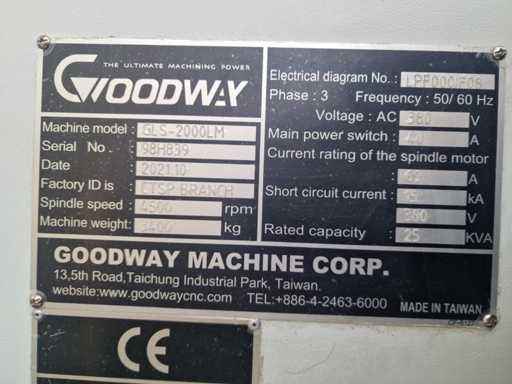 THE ULTIMATE MACHINING POWER
GOODWAY
Machine model : GLS-2000LM
Serial No . : 98H839
Date : 2021.10
Factory ID is : CTSP BRANCH
Spindle speed : 4500 rpm
Machine weight: 3400 kg
Electrical diagram No. :
Phase : 3 Frequency : 50/ 60 Hz
Voltage : AC 380 V
Main power switch : A
Current rating of the spindle motor
: A
Short circuit current : kA
V
Rated capacity : 25 KVA
GOODWAY MACHINE CORP.
13,5th Road,Taichung Industrial Park, Taiwan.
website:www.goodwaycnc.com TEL:+886-4-2463-6000 MADE IN TAIWAN
CE